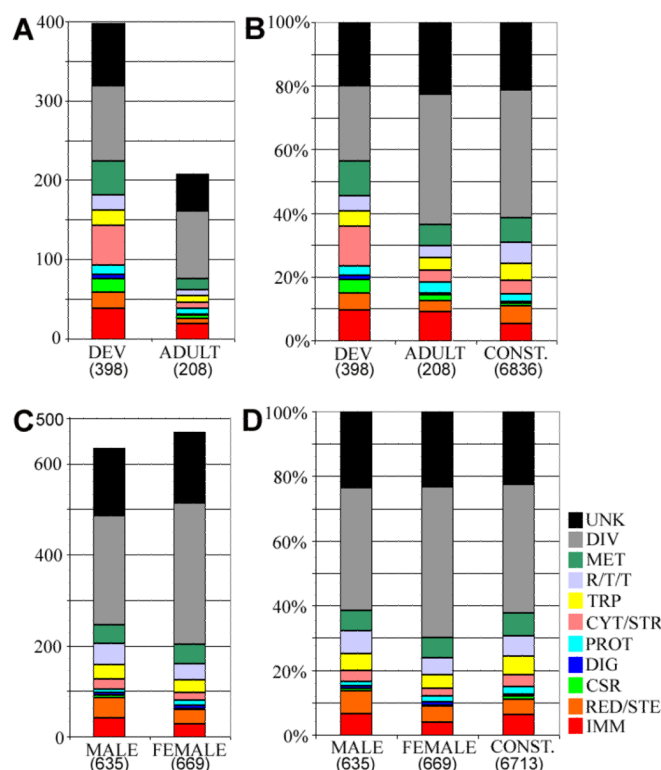 A
400
300
200
100
0
DEV
(398)
ADULT
(208)
B
100%
80%
60%
40%
20%
0%
DEV
(398)
ADULT
(208)
CONST.
(6836)
C
500
600
400
200
0
MALE
(635)
FEMALE
(669)
D
100%
80%
60%
40%
20%
0%
MALE
(635)
FEMALE
(669)
CONST.
(6713)
UNK
DIV
MET
R/T/T
TRP
CYT/STR
PROT
DIG
CSR
RED/STE
IMM